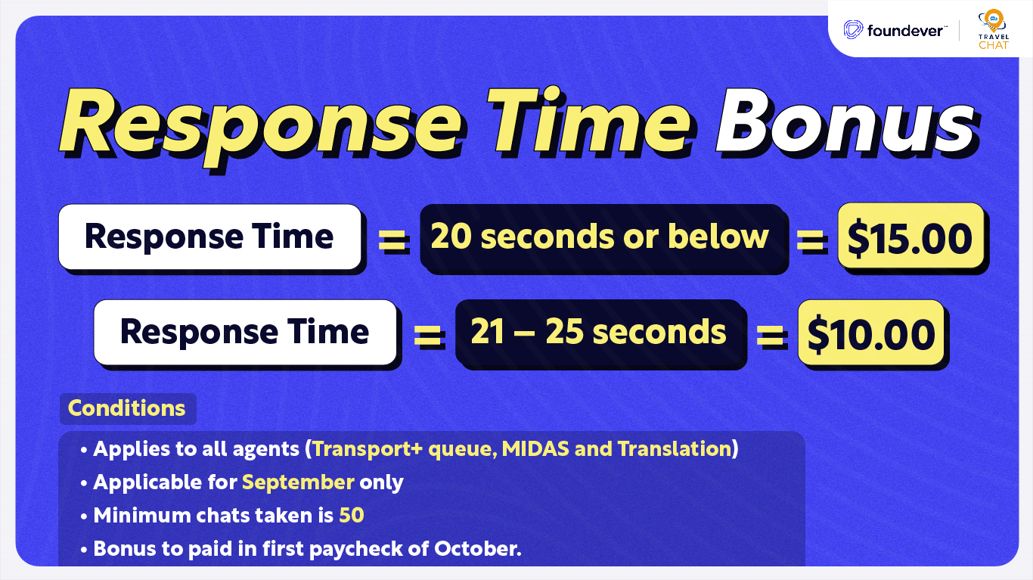 foundever™
TRAVEL
CHAT
Response Time Bonus
Response Time = 20 seconds or below = $15.00
Response Time = 21 – 25 seconds = $10.00
Conditions
• Applies to all agents (Transport+ queue, MIDAS and Translation)
• Applicable for September only
• Minimum chats taken is 50
• Bonus to paid in first paycheck of October.